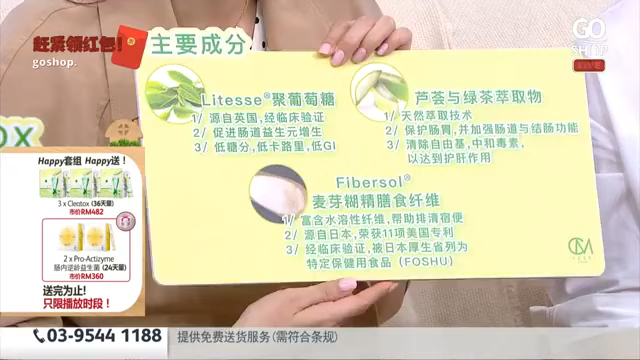 赶紧领红包!
goshop.
GO
SHOP
LIVE
主要成分
OX
Litesse®聚葡萄糖
1/ 源自英国,经临床验证
2/ 促进肠道益生元增生
3/ 低糖分,低卡路里,低GI
芦荟与绿茶萃取物
1/ 天然萃取技术
2/ 保护肠胃,并加强肠道与结肠功能
3/ 清除自由基,中和毒素,
以达到护肝作用
Fibersol®
麦芽糊精膳食纤维
1/ 富含水溶性纤维,帮助排清宿便
2/ 源自日本,荣获11项美国专利
3/ 经临床验证,被日本厚生省列为
特定保健用食品 (FOSHU)
Happy套组 Happy送!
3 x Cleotox (36天量)
市价RM482
2 x Pro-Actizyme
肠内逆龄益生菌 (24天量)
市价RM360
送完为止!
只限播放时段!
03-9544 1188
提供免费送货服务(需符合条规)